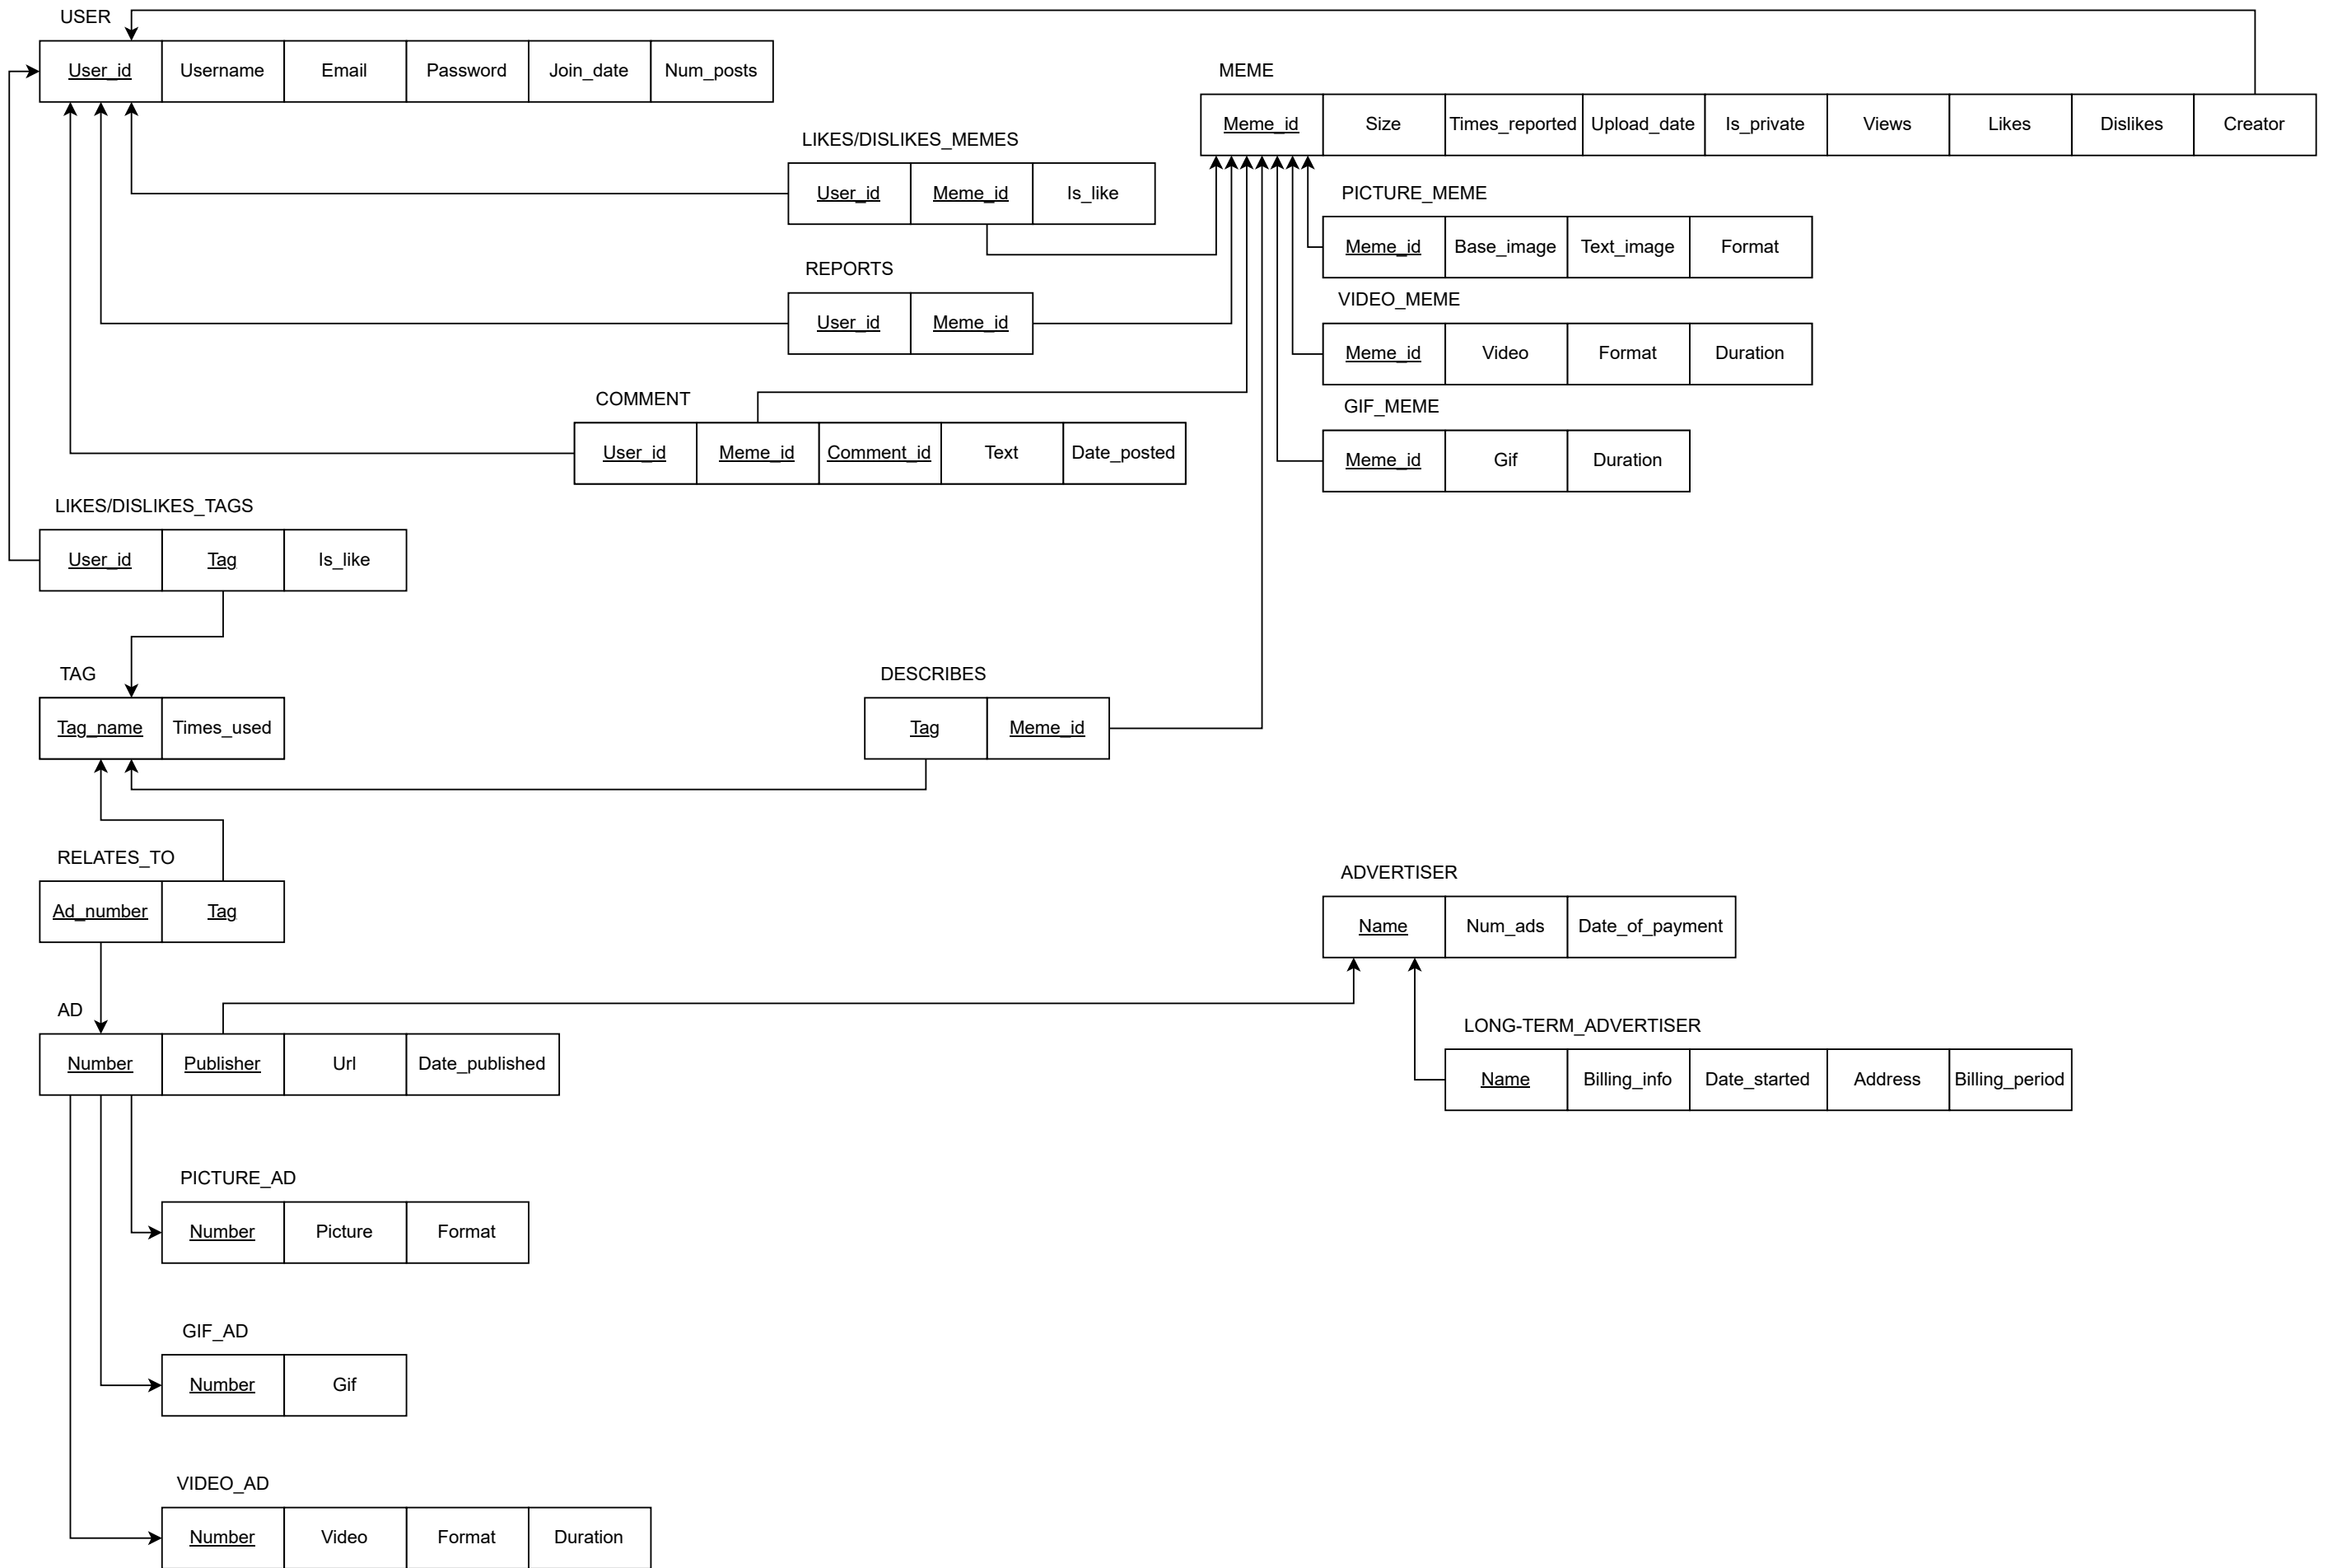 USER
User_id Username Email Password Join_date Num_posts
MEME
Meme_id Size Times_reported Upload_date Is_private Views Likes Dislikes Creator
LIKES/DISLIKES_MEMES
User_id Meme_id Is_like
PICTURE_MEME
Meme_id Base_image Text_image Format
REPORTS
User_id Meme_id
VIDEO_MEME
Meme_id Video Format Duration
COMMENT
User_id Meme_id Comment_id Text Date_posted
GIF_MEME
Meme_id Gif Duration
LIKES/DISLIKES_TAGS
User_id Tag Is_like
TAG
Tag_name Times_used
DESCRIBES
Tag Meme_id
RELATES_TO
Ad_number Tag
ADVERTISER
Name Num_ads Date_of_payment
AD
Number Publisher Url Date_published
LONG-TERM_ADVERTISER
Name Billing_info Date_started Address Billing_period
PICTURE_AD
Number Picture Format
GIF_AD
Number Gif
VIDEO_AD
Number Video Format Duration